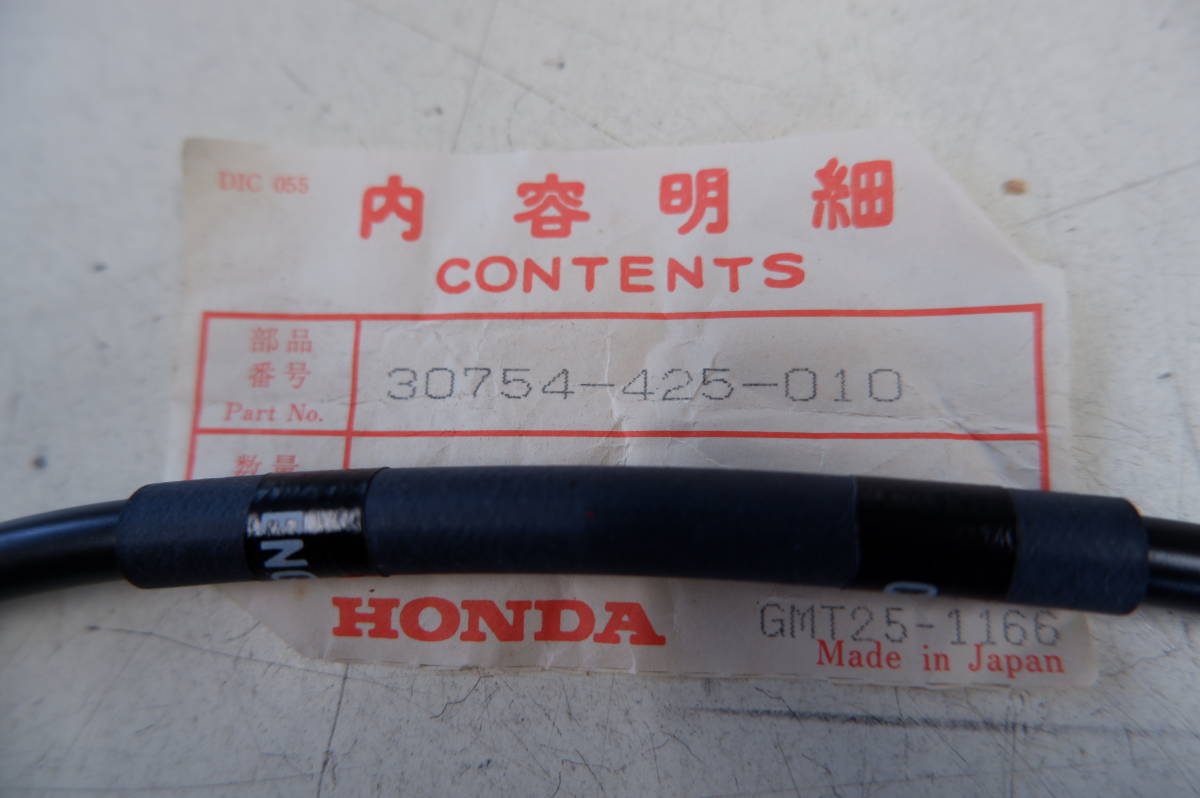 DIC 055
内容明細
CONTENTS
部品
番号
Part No.
30754-425-010
数量
HONDA
GMT25-1166
Made in Japan